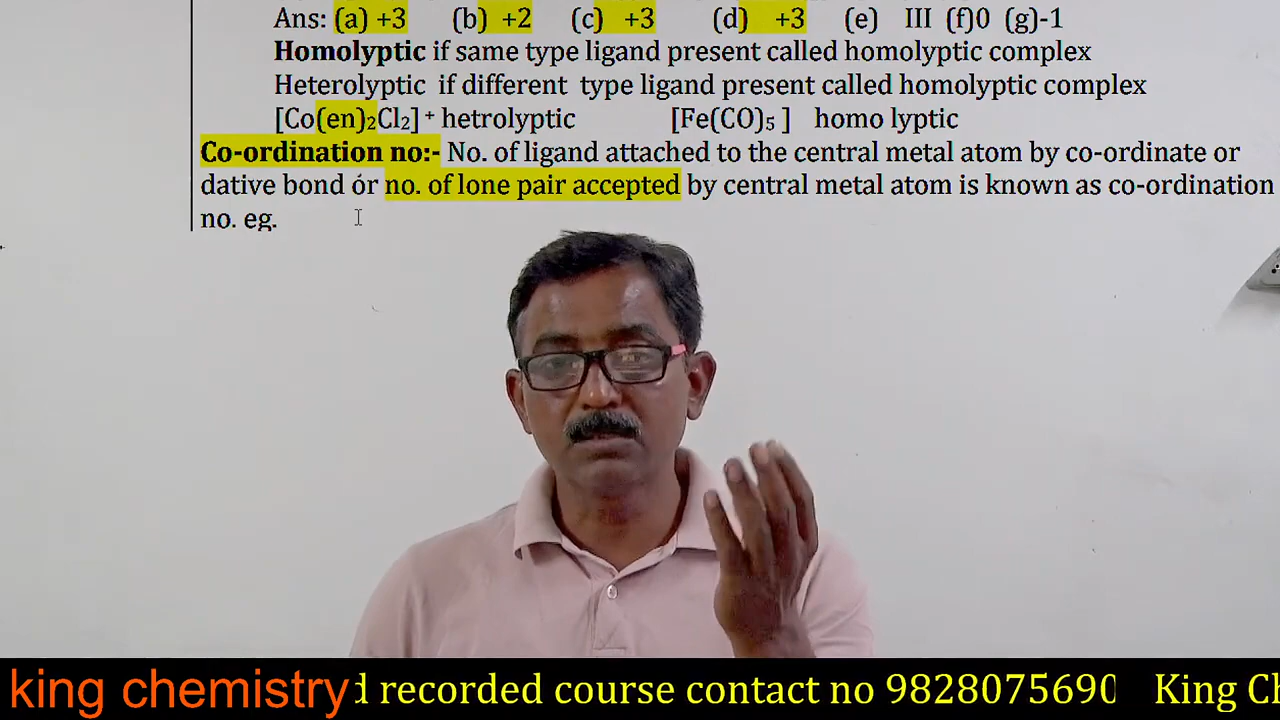 Ans: (a) +3 (b) +2 (c) +3 (d) +3 (e) III (f)0 (g)-1
Homolyptic if same type ligand present called homolyptic complex
Heterolyptic if different type ligand present called homolyptic complex
[Co(en)₂Cl₂]⁺ hetrolyptic [Fe(CO)₅ ] homo lyptic
Co-ordination no:- No. of ligand attached to the central metal atom by co-ordinate or
dative bond or no. of lone pair accepted by central metal atom is known as co-ordination
no. eg.
king chemistry d recorded course contact no 9828075690 King Ch